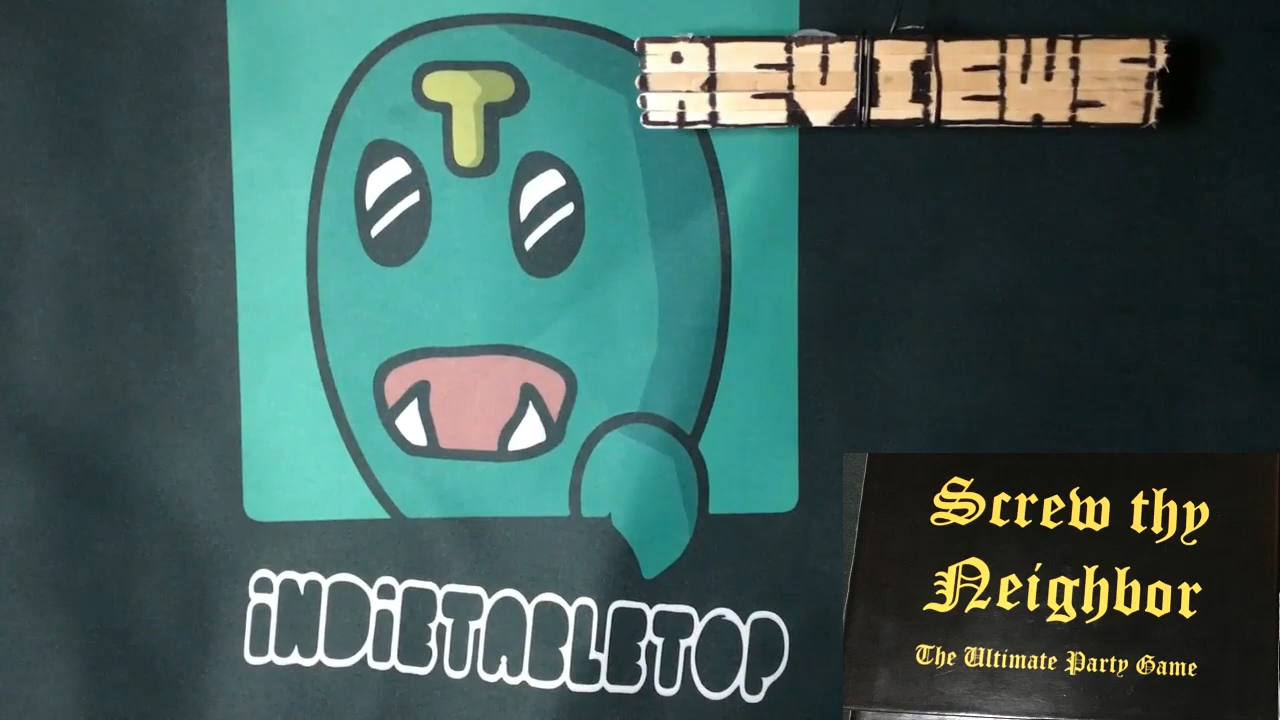 REVIEWS
T
iNDiETABLETOP
Screw thy
Neighbor
The Ultimate Party Game